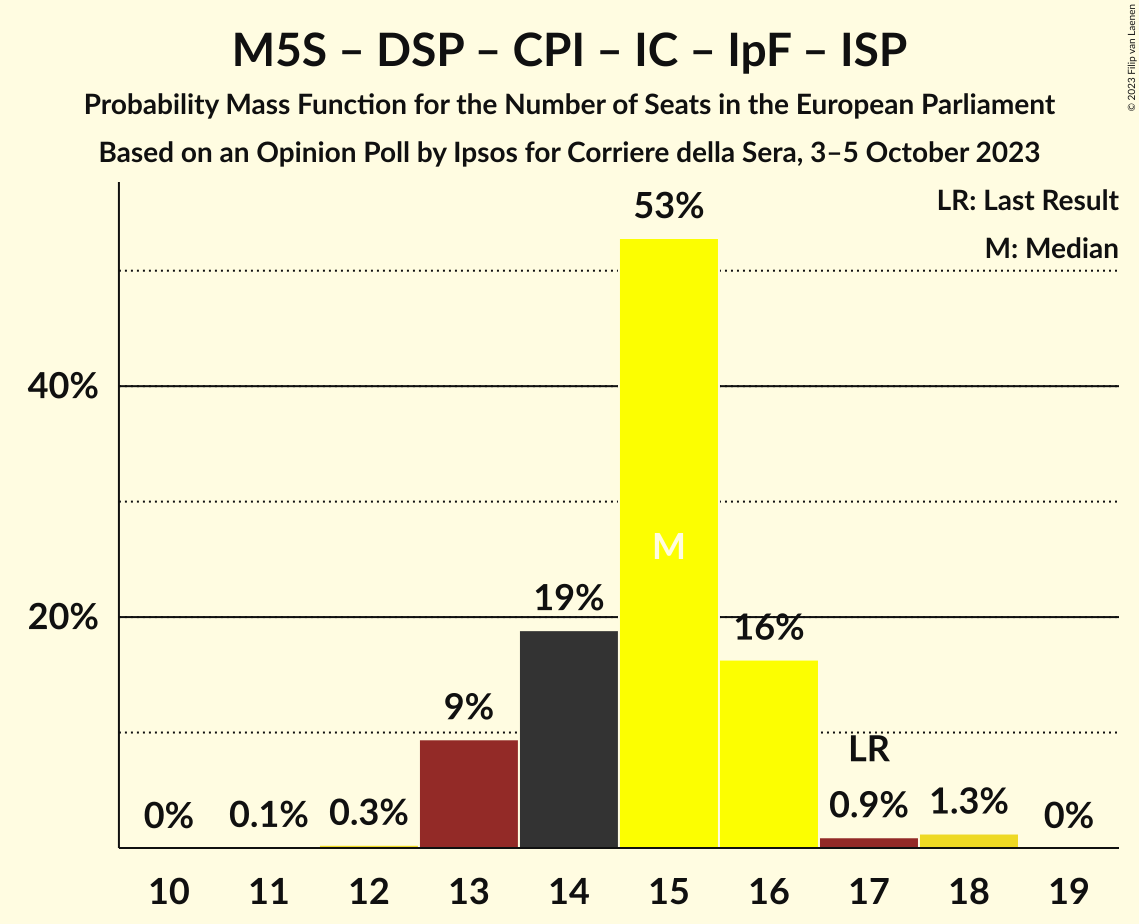 M5S – DSP – CPI – IC – IpF – ISP
Probability Mass Function for the Number of Seats in the European Parliament
Based on an Opinion Poll by Ipsos for Corriere della Sera, 3–5 October 2023
© 2023 Filip van Laenen
LR: Last Result
M: Median
53%
40%
M
20%
19%
16%
9%
LR
0%
0.1%
0.3%
0.9%
1.3%
0%
10 11 12 13 14 15 16 17 18 19